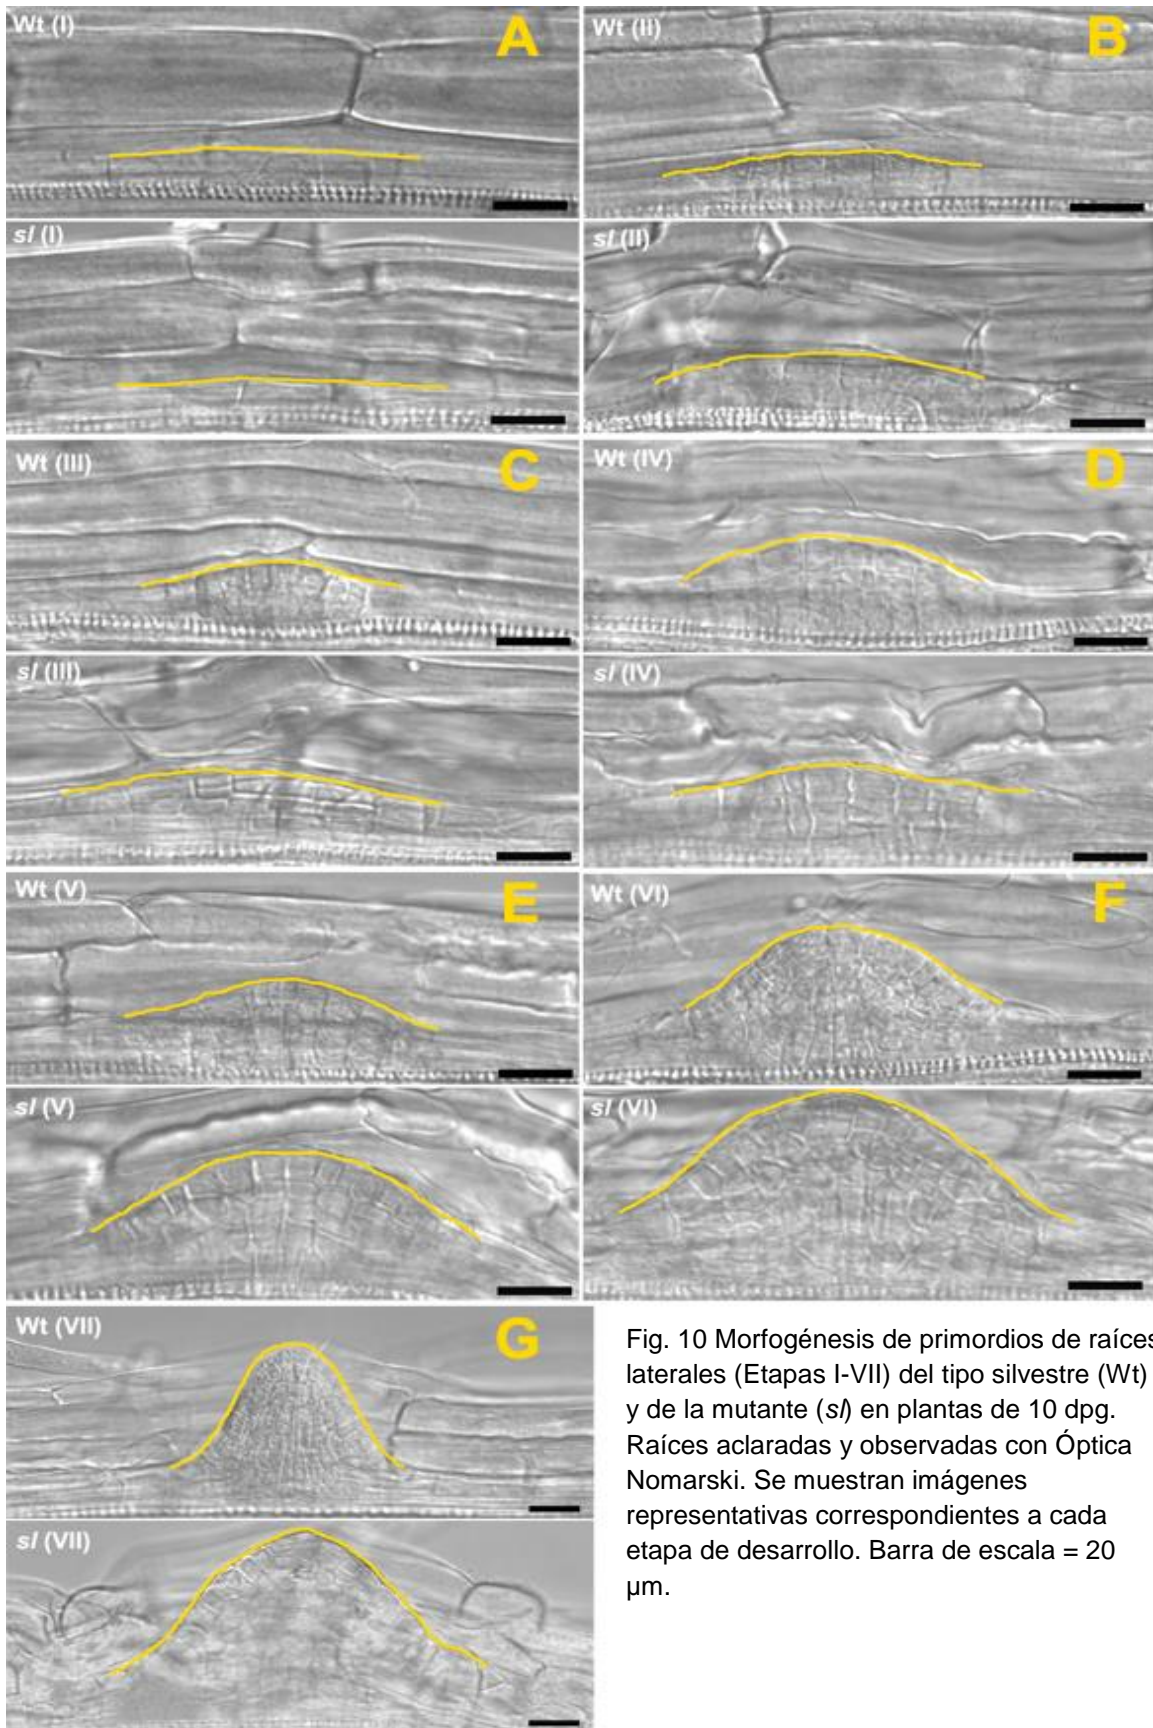 Wt (I)
A
Wt (II)
B
sl (I)
sl (II)
Wt (III)
C
Wt (IV)
D
sl (III)
sl (IV)
Wt (V)
E
Wt (VI)
F
sl (V)
sl (VI)
Wt (VII)
G
sl (VII)
Fig. 10 Morfogénesis de primordios de raíces
laterales (Etapas I-VII) del tipo silvestre (Wt)
y de la mutante (sl) en plantas de 10 dpg.
Raíces aclaradas y observadas con Óptica
Nomarski. Se muestran imágenes
representativas correspondientes a cada
etapa de desarrollo. Barra de escala = 20
µm.